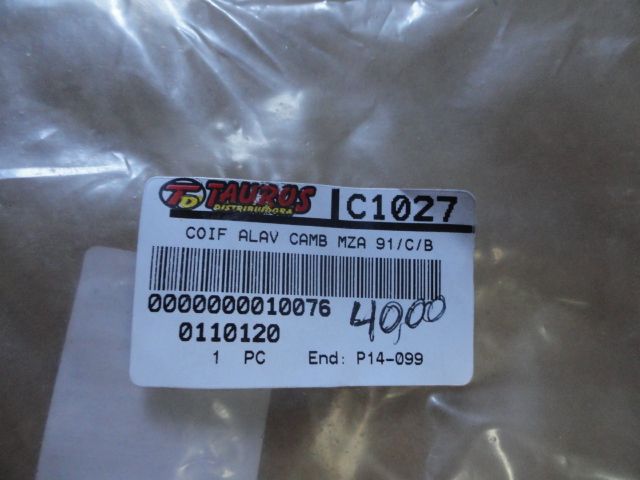 TD TAUROS DISTRIBUIDORA C1027
COIF ALAV CAMB MZA 91/C/B
0000000010076 40,00
0110120
1 PC End: P14-099